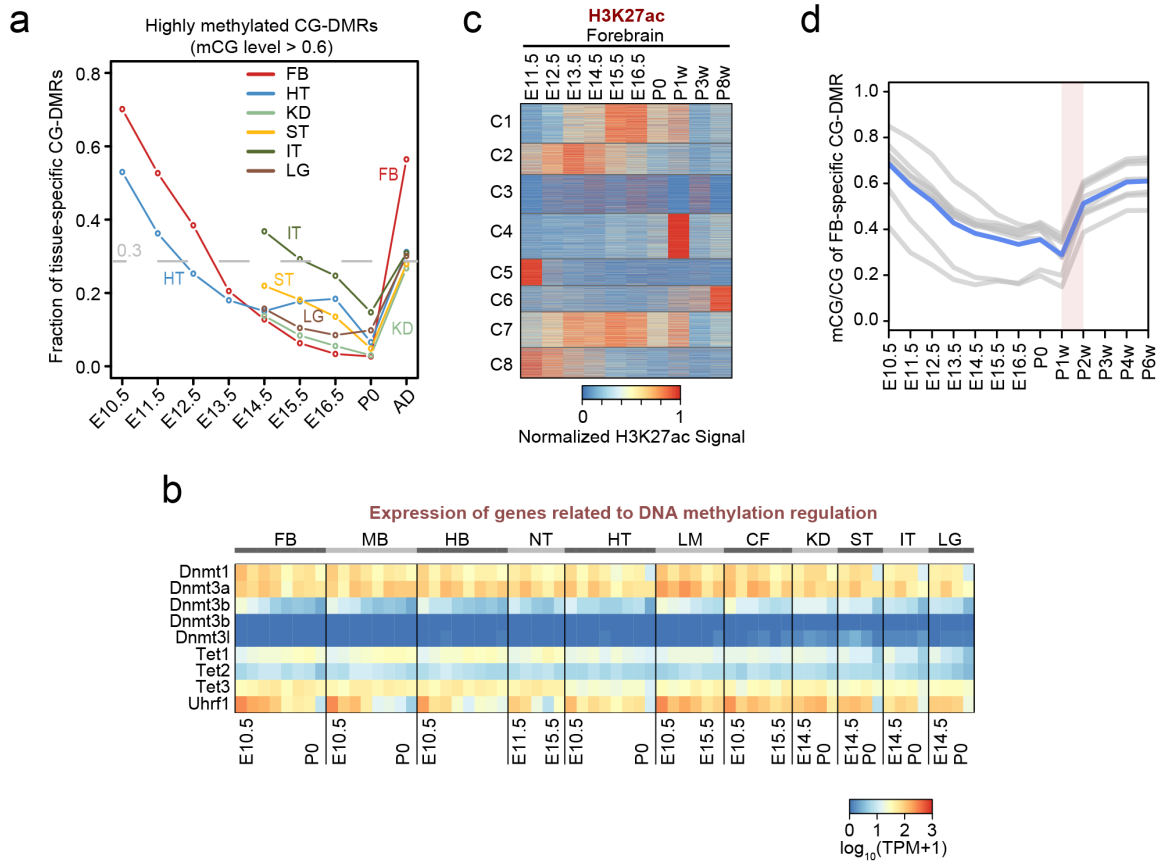 a
Highly methylated CG-DMRs
(mCG level > 0.6)
Fraction of tissue-specific CG-DMRs
0.8
0.6
0.4
0.2
0.0
FB
HT
KD
ST
IT
LG
FB
IT
0.3
HT
ST
LG
KD
E10.5
E11.5
E12.5
E13.5
E14.5
E15.5
E16.5
P0
AD
c
H3K27ac
Forebrain
E11.5
E12.5
E13.5
E14.5
E15.5
E16.5
P0
P1w
P3w
P8w
C1
C2
C3
C4
C5
C6
C7
C8
0 1
Normalized H3K27ac Signal
d
mCG/CG of FB-specific CG-DMR
1.0
0.8
0.6
0.4
0.2
0.0
E10.5
E11.5
E12.5
E13.5
E14.5
E15.5
E16.5
P0
P1w
P2w
P3w
P4w
P6w
b
Expression of genes related to DNA methylation regulation
FB MB HB NT HT LM CF KD ST IT LG
Dnmt1
Dnmt3a
Dnmt3b
Dnmt3b
Dnmt3l
Tet1
Tet2
Tet3
Uhrf1
E10.5 P0 E10.5 P0 E10.5 E11.5 E15.5 E10.5 P0 E10.5 E15.5 E10.5 E15.5 E14.5 P0 E14.5 P0 E14.5 P0 E14.5 P0
0 1 2 3
log10(TPM+1)